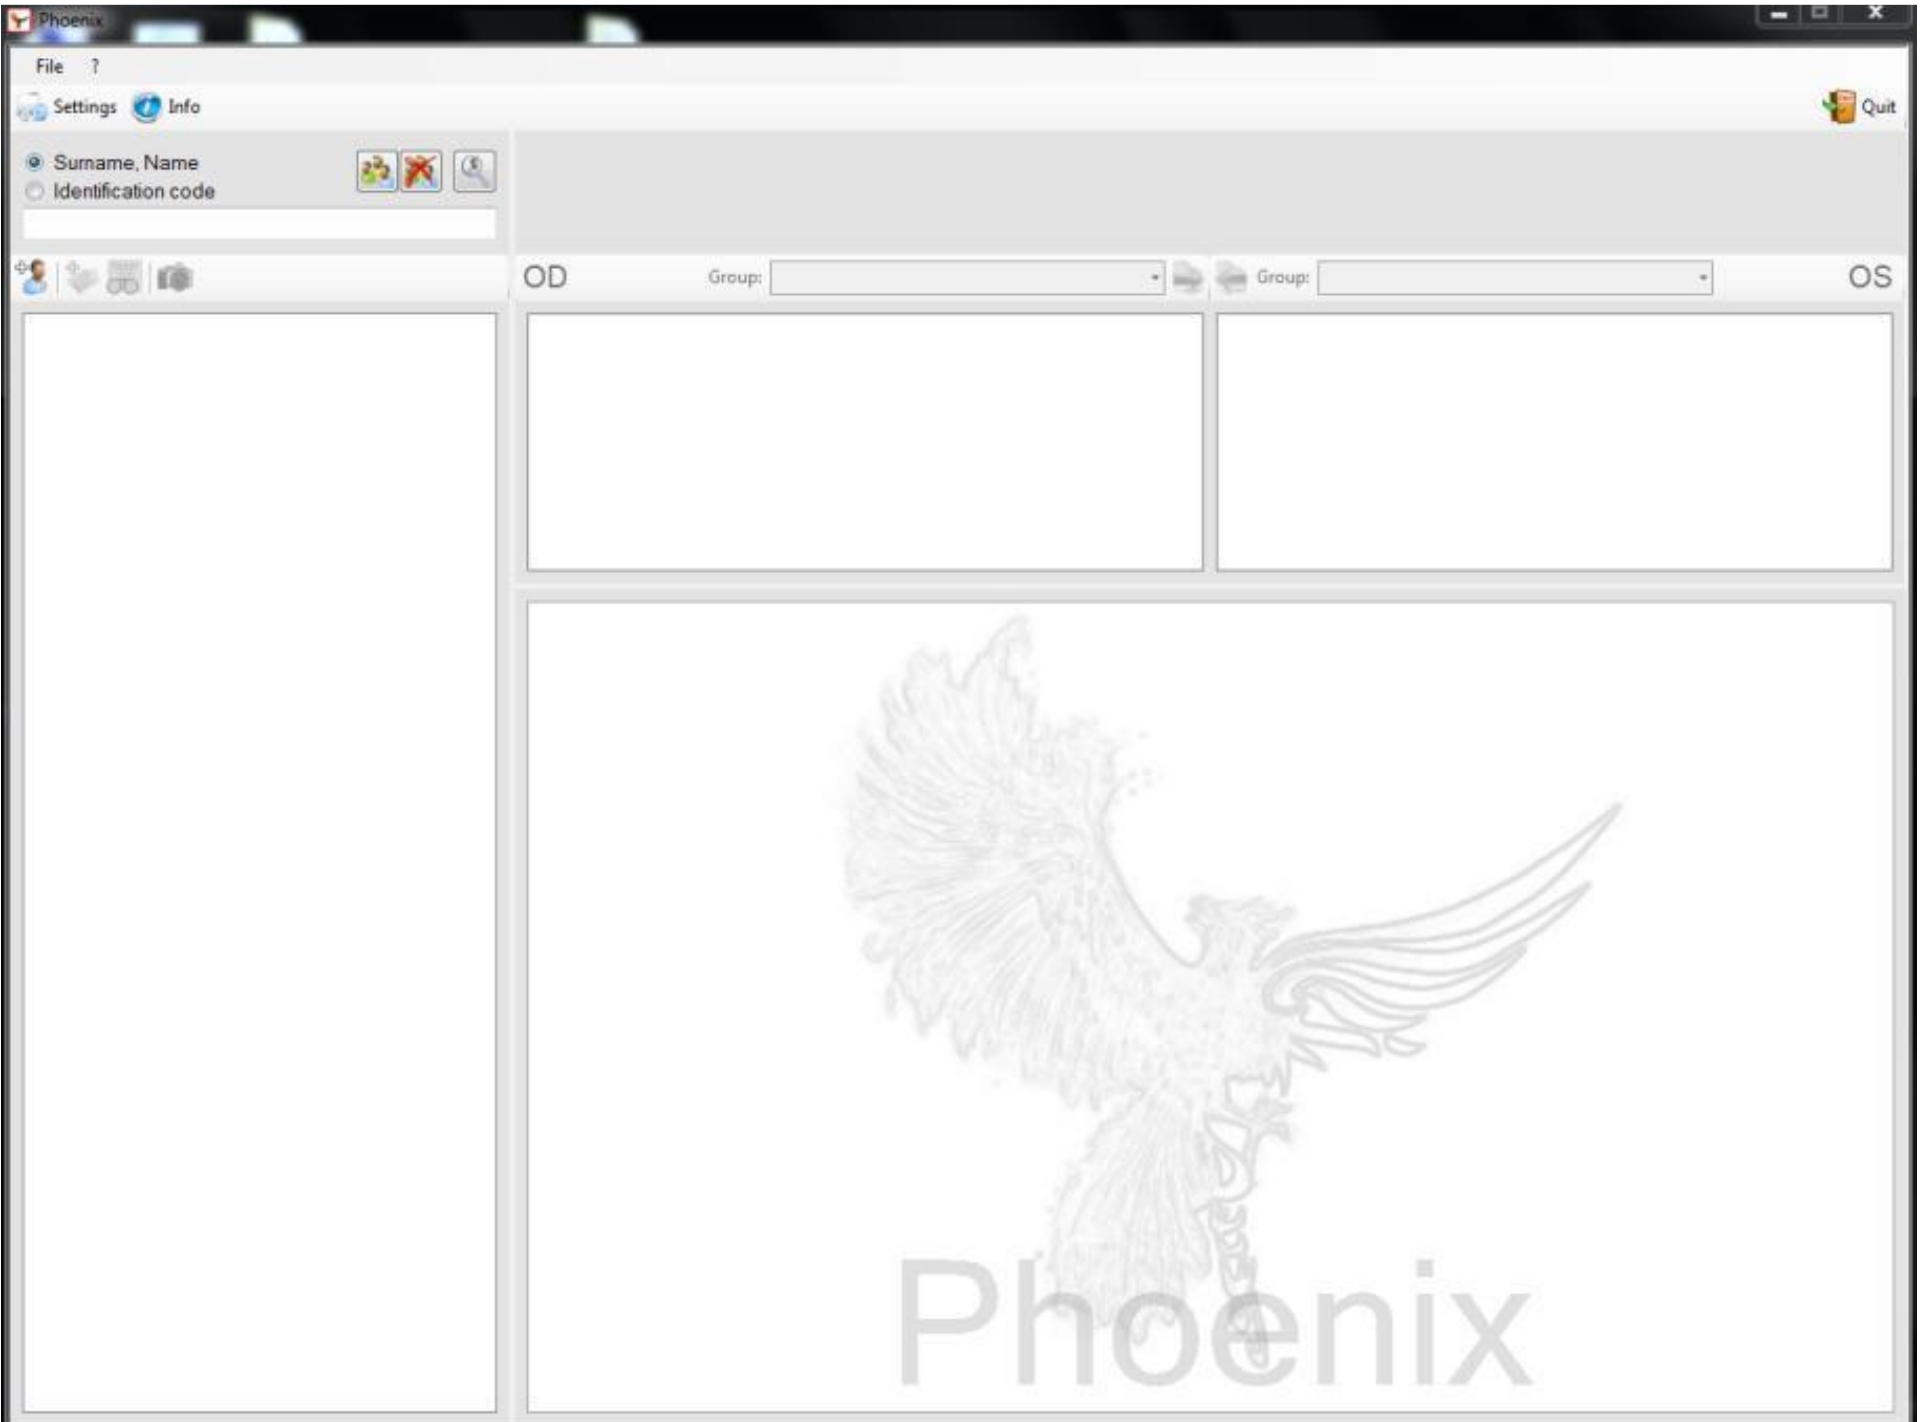 Phoenix
File ?
Settings Info Quit
Surname, Name
Identification code
OD Group: Group: OS
Phoenix